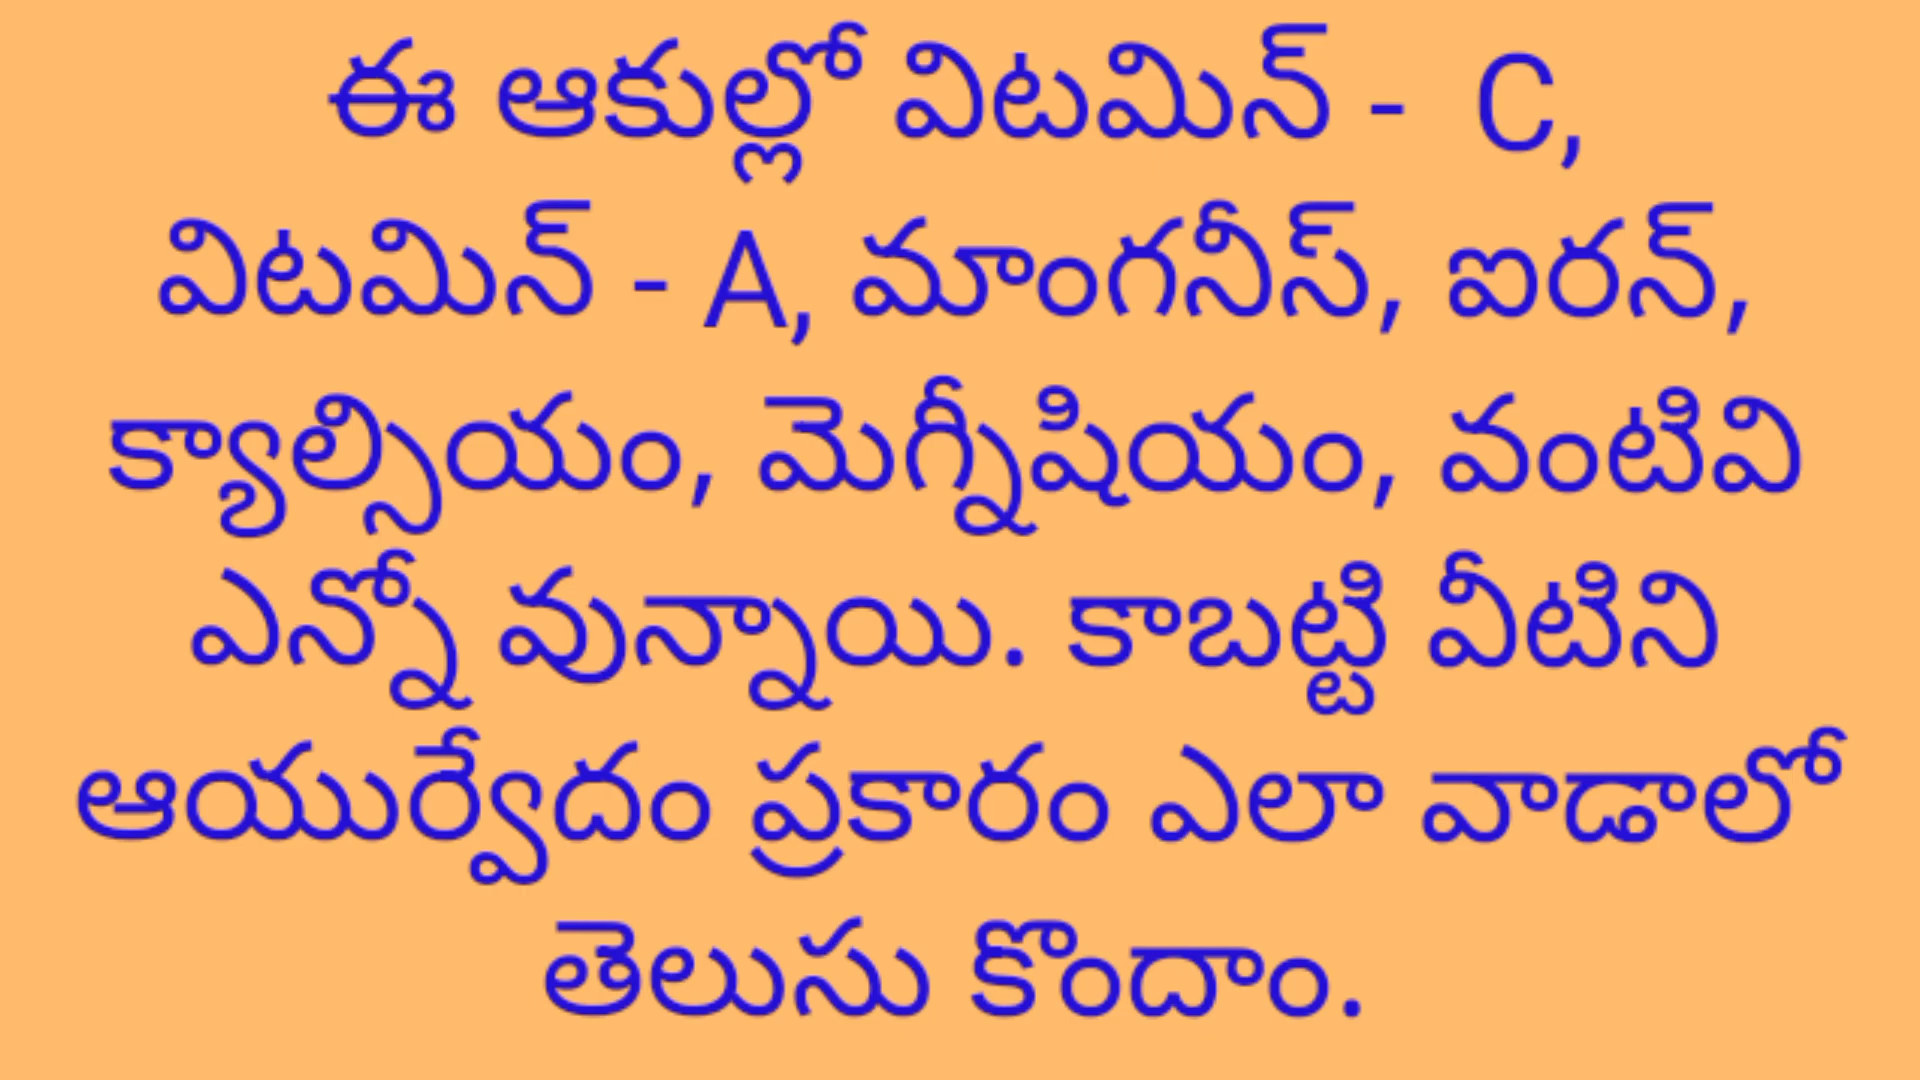 ఈ ఆకుల్లో విటమిన్ - C,
విటమిన్ - A, మాంగనీస్, ఐరన్,
క్యాల్సియం, మెగ్నీషియం, వంటివి
ఎన్నో వున్నాయి. కాబట్టి వీటిని
ఆయుర్వేదం ప్రకారం ఎలా వాడాలో
తెలుసు కొందాం.